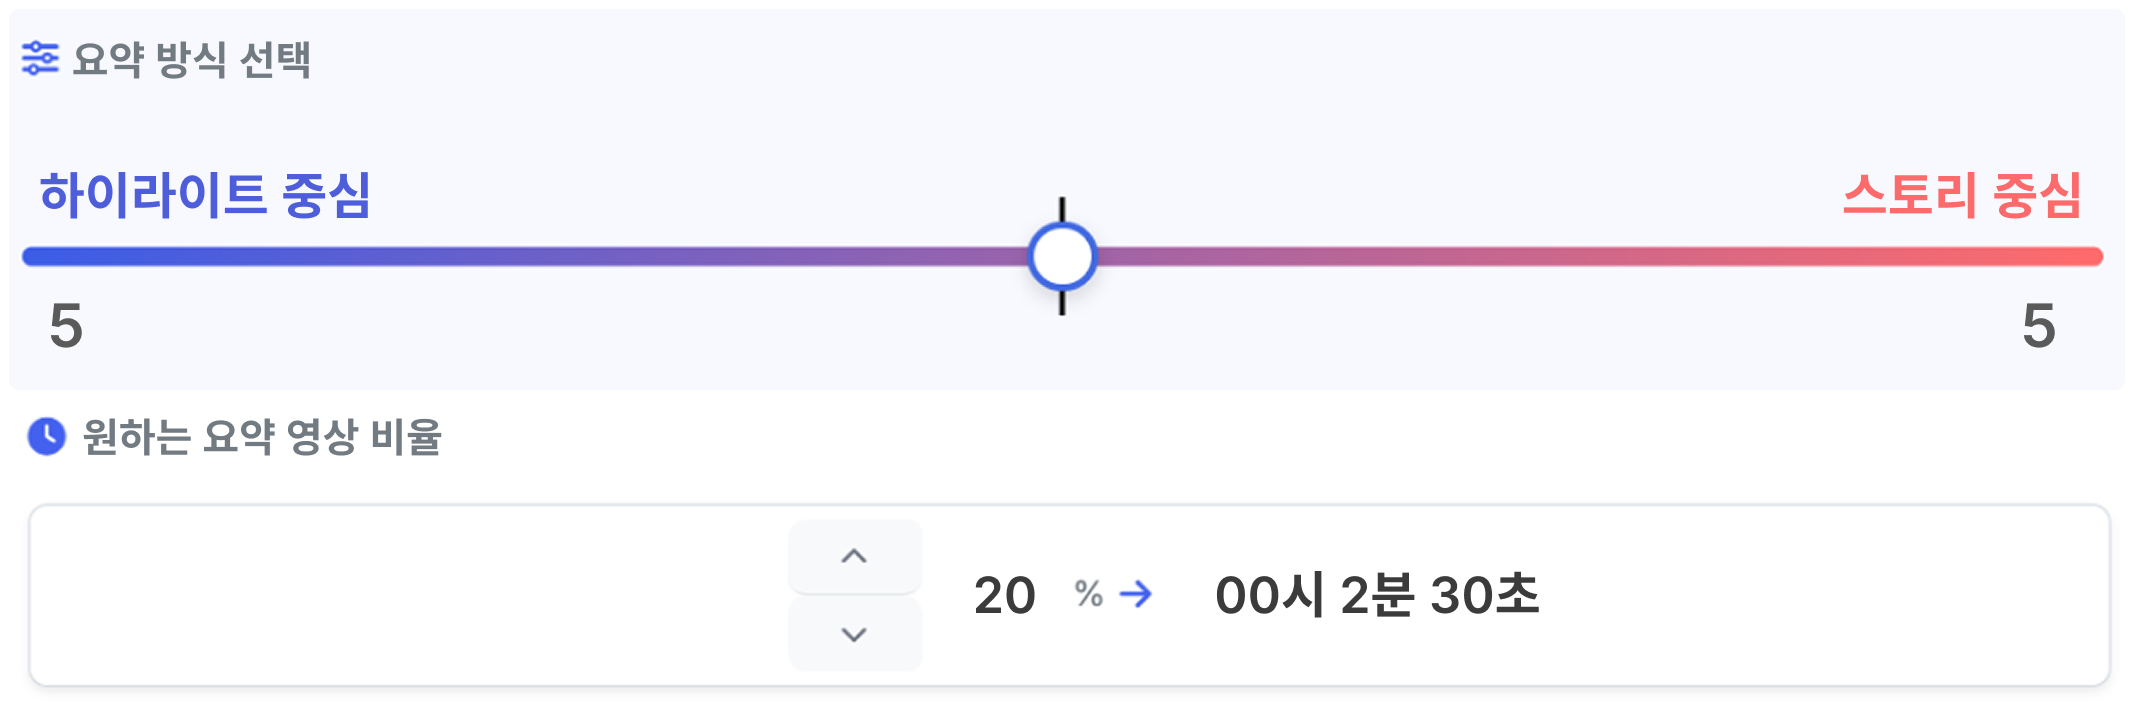 요약 방식 선택
하이라이트 중심 스토리 중심
5 5
원하는 요약 영상 비율
20 % → 00시 2분 30초